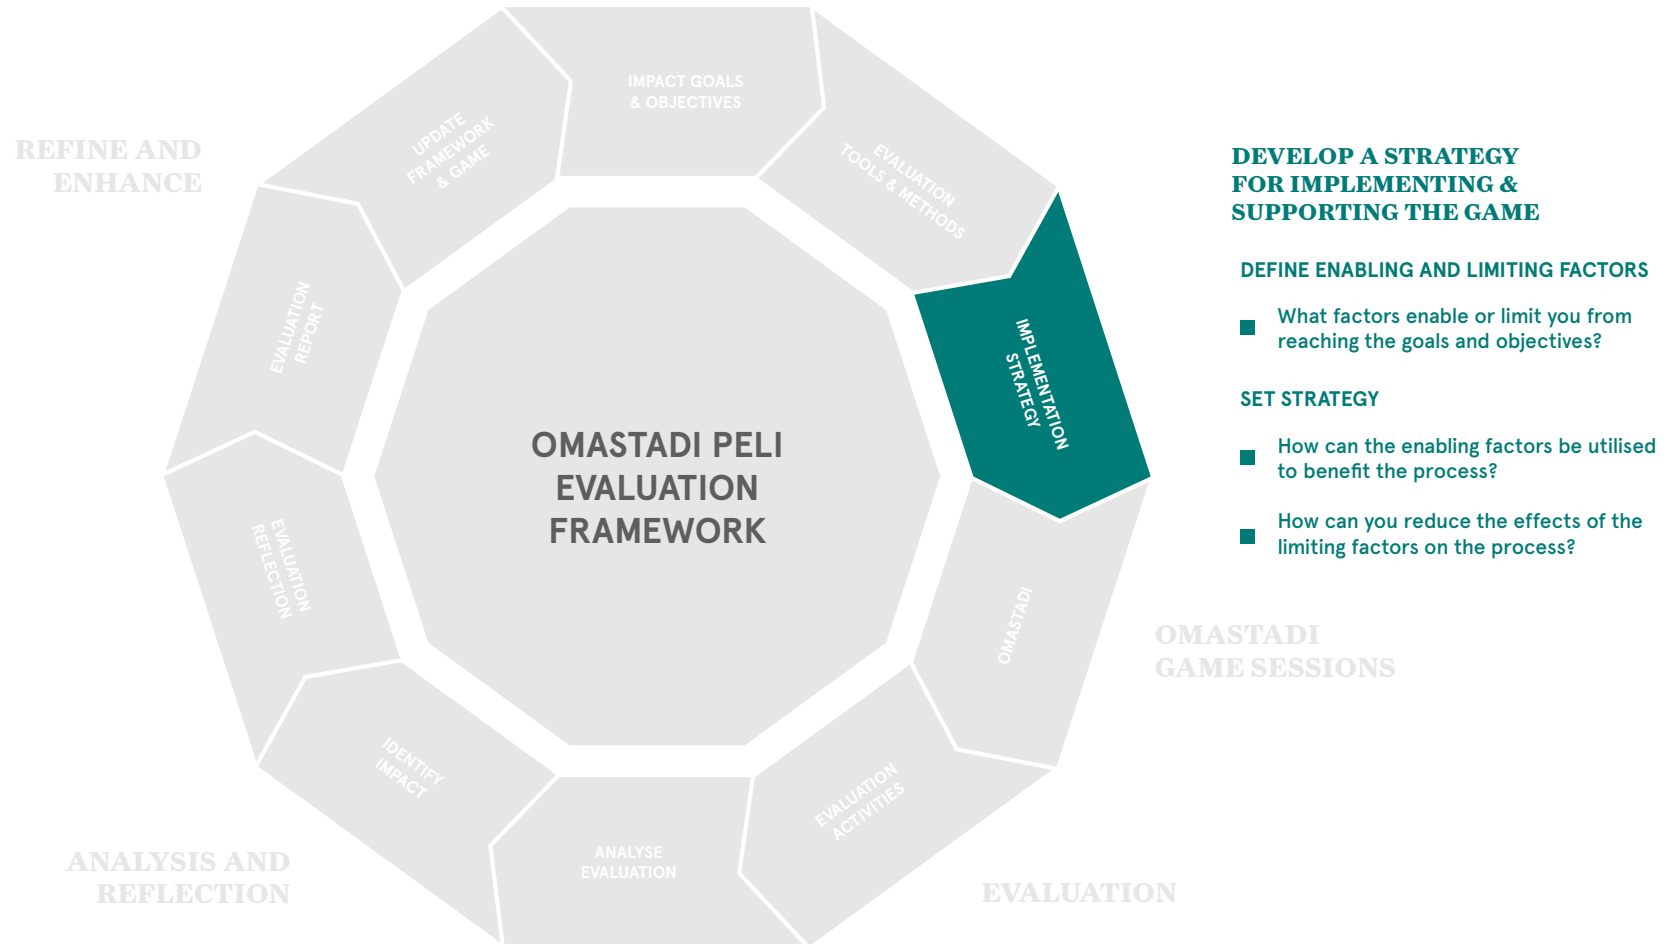 IMPACT GOALS
& OBJECTIVES
EVALUATION
TOOLS & METHODS
IMPLEMENTATION
STRATEGY
OMASTADI
EVALUATION
ACTIVITIES
ANALYSE
EVALUATION
IDENTIFY
IMPACT
EVALUATION
REFLECTION
EVALUATION
REPORT
UPDATE
FRAMEWORK
& GAME
OMASTADI PELI
EVALUATION
FRAMEWORK
REFINE AND
ENHANCE
DEVELOP A STRATEGY
FOR IMPLEMENTING &
SUPPORTING THE GAME
DEFINE ENABLING AND LIMITING FACTORS
What factors enable or limit you from
reaching the goals and objectives?
SET STRATEGY
How can the enabling factors be utilised
to benefit the process?
How can you reduce the effects of the
limiting factors on the process?
OMASTADI
GAME SESSIONS
EVALUATION
ANALYSIS AND
REFLECTION